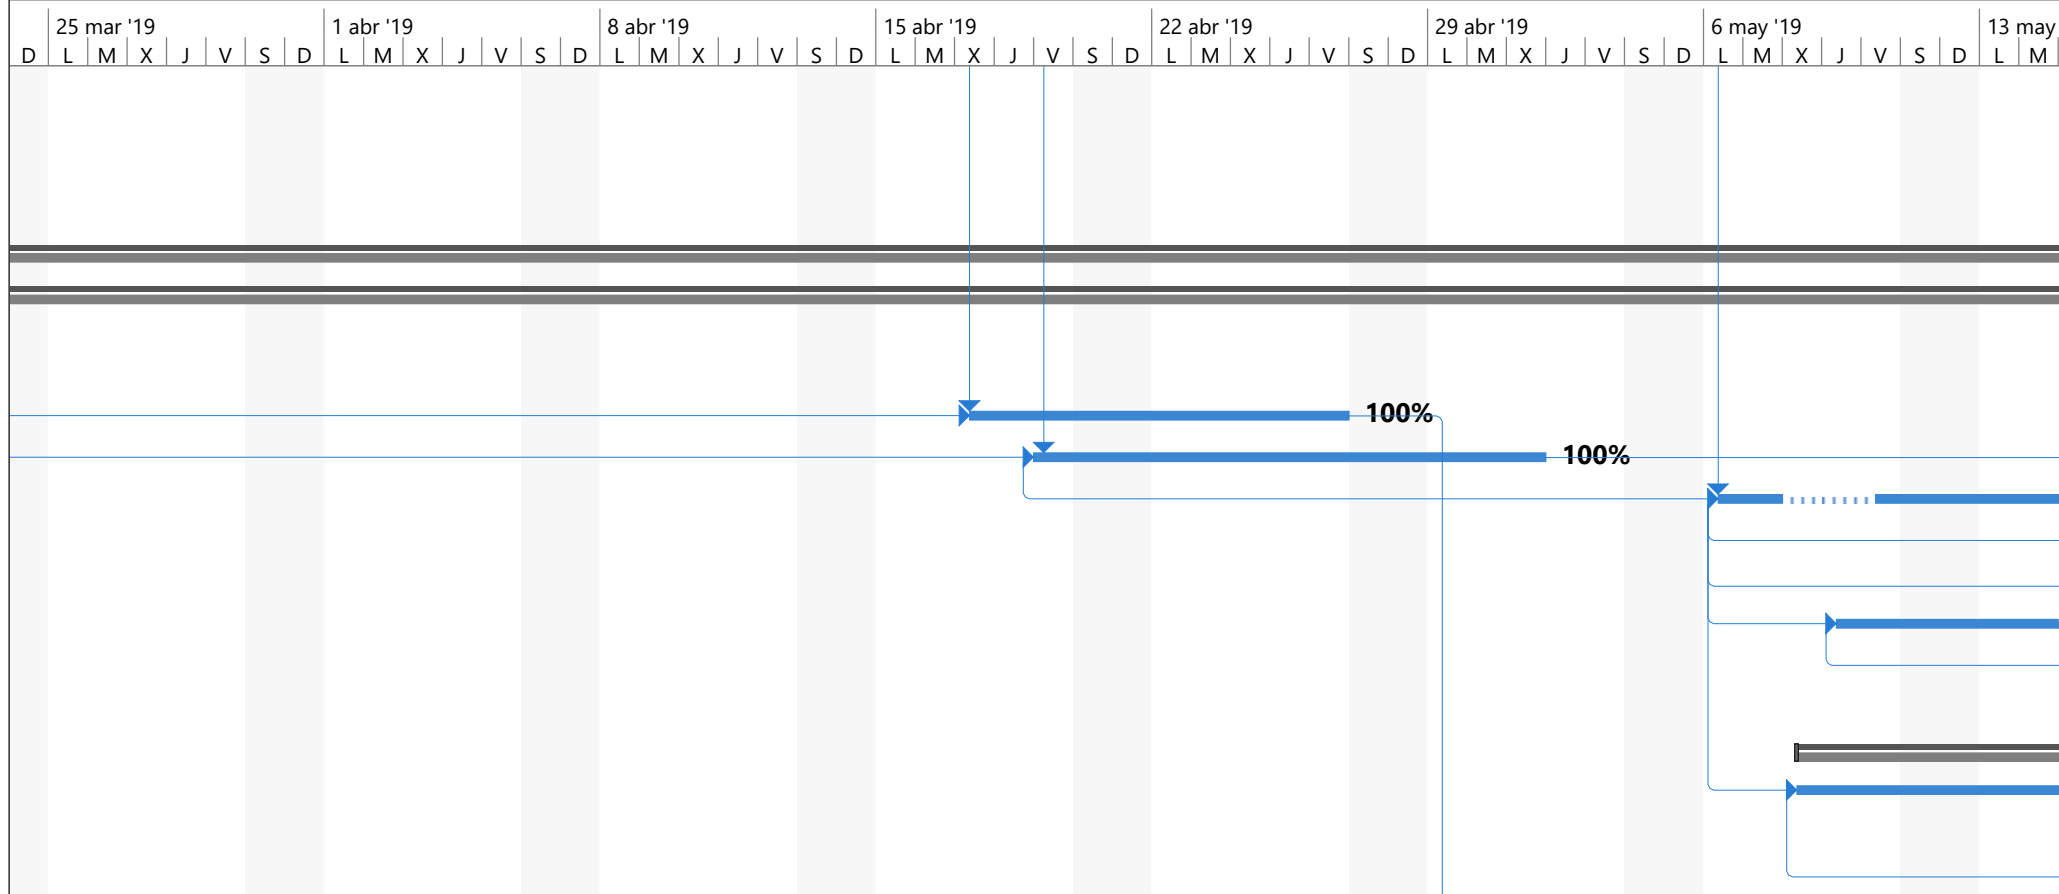 25 mar '19 1 abr '19 8 abr '19 15 abr '19 22 abr '19 29 abr '19 6 may '19 13 may
D L M X J V S D L M X J V S D L M X J V S D L M X J V S D L M X J V S D L M X J V S D L M X J V S D L M
100%
100%